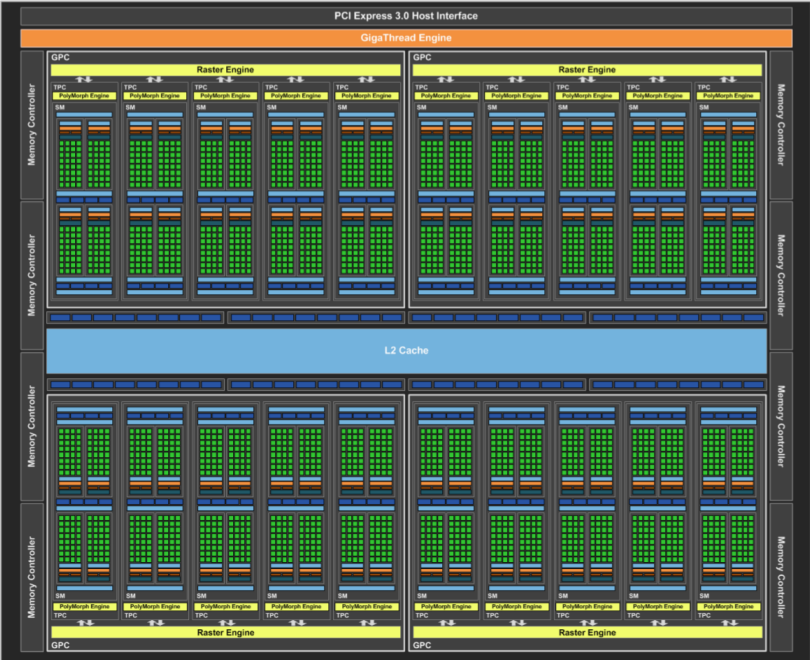 PCI Express 3.0 Host Interface
GigaThread Engine
GPC GPC
Raster Engine Raster Engine
TPC TPC TPC TPC TPC TPC TPC TPC TPC TPC
PolyMorph Engine PolyMorph Engine PolyMorph Engine PolyMorph Engine PolyMorph Engine PolyMorph Engine PolyMorph Engine PolyMorph Engine PolyMorph Engine PolyMorph Engine
SM SM SM SM SM SM SM SM SM SM
Memory Controller Memory Controller
Memory Controller Memory Controller
L2 Cache
Memory Controller Memory Controller
Memory Controller Memory Controller
SM SM SM SM SM SM SM SM SM SM
PolyMorph Engine PolyMorph Engine PolyMorph Engine PolyMorph Engine PolyMorph Engine PolyMorph Engine PolyMorph Engine PolyMorph Engine PolyMorph Engine PolyMorph Engine
TPC TPC TPC TPC TPC TPC TPC TPC TPC TPC
Raster Engine Raster Engine
GPC GPC